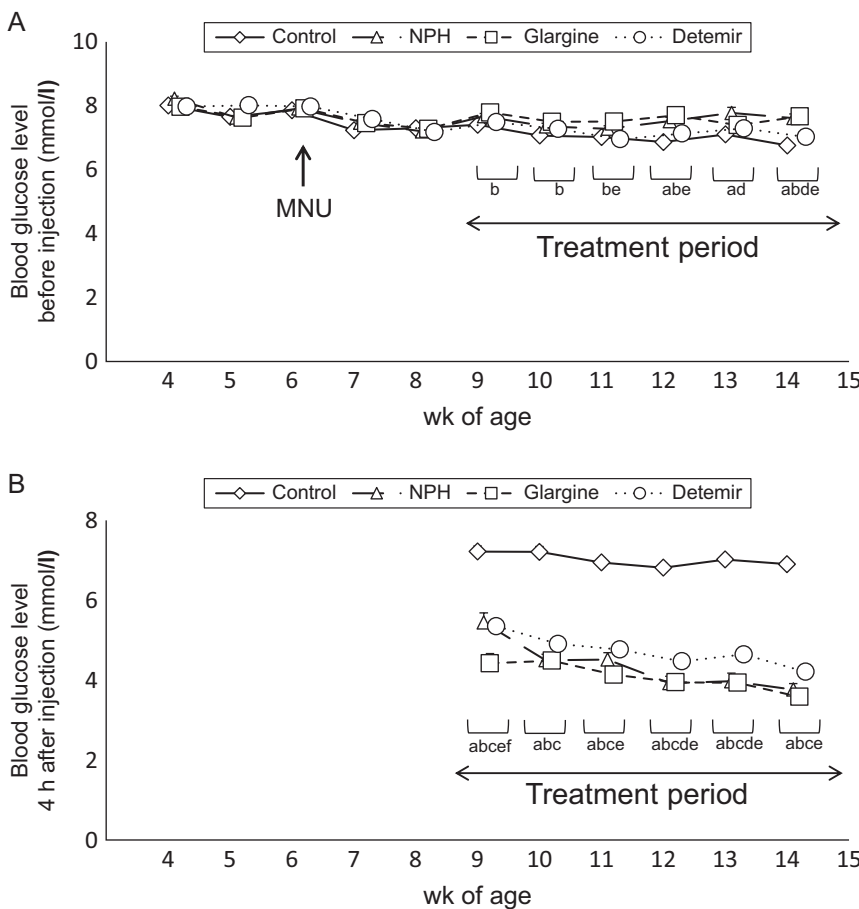 A
Control NPH Glargine Detemir
Blood glucose level
before injection (mmol/l)
10
8
6
4
2
0
MNU
b b be abe ad abde
Treatment period
4 5 6 7 8 9 10 11 12 13 14 15
wk of age
B
Control NPH Glargine Detemir
Blood glucose level
4 h after injection (mmol/l)
8
6
4
2
0
abcef abc abce abcde abcde abce
Treatment period
4 5 6 7 8 9 10 11 12 13 14 15
wk of age